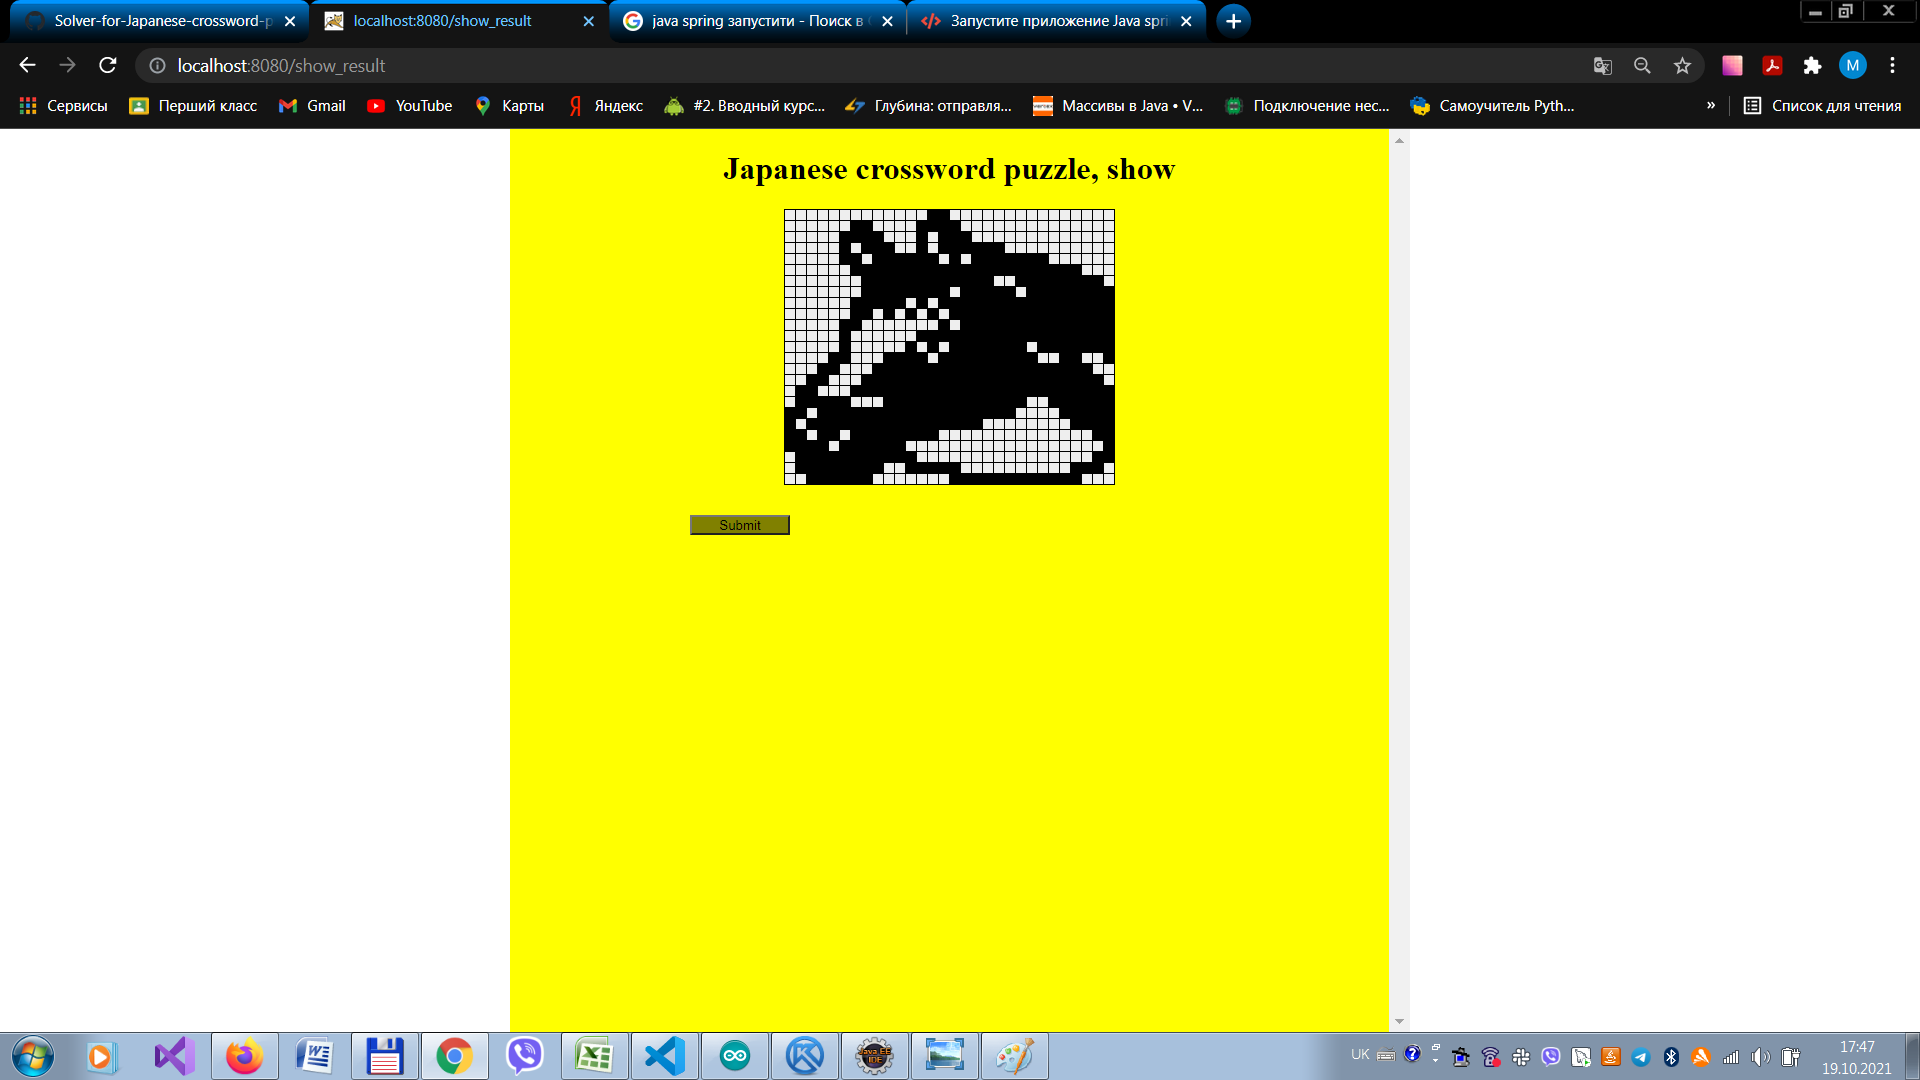 Solver-for-Japanese-crossword-p
localhost:8080/show_result
java spring запустити - Поиск в
Запустите приложение Java spri
localhost:8080/show_result
M
Сервисы
Перший класс
Gmail
YouTube
Карты
Яндекс
#2. Вводный курс...
Глубина: отправля...
Массивы в Java • V...
Подключение нес...
Самоучитель Pyth...
»
Список для чтения
Japanese crossword puzzle, show
Submit
UK
17:47
19.10.2021